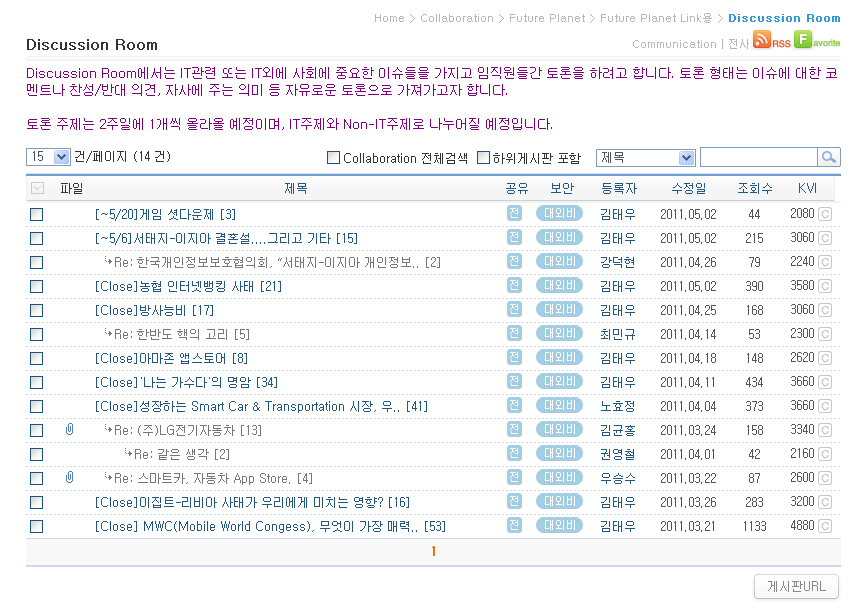 Home > Collaboration > Future Planet > Future Planet Link용 > Discussion Room
Discussion Room
Communication | 전사 RSS Favorite
Discussion Room에서는 IT관련 또는 IT외에 사회에 중요한 이슈들을 가지고 임직원들간 토론을 하려고 합니다. 토론 형태는 이슈에 대한 코
멘트나 찬성/반대 의견, 자사에 주는 의미 등 자유로운 토론으로 가져가고자 합니다.
토론 주제는 2주일에 1개씩 올라올 예정이며, IT주제와 Non-IT주제로 나누어질 예정입니다.
15 건/페이지 (14 건) Collaboration 전체검색 하위게시판 포함 제목
파일 제목 공유 보안 등록자 수정일 조회수 KVI
[~5/20]게임 셧다운제 [3] 전 대외비 김태우 2011.05.02 44 2080 C
[~5/6]서태지-이지아 결혼설....그리고 기타 [15] 전 대외비 김태우 2011.05.02 215 3060 C
Re: 한국개인정보보호협의회, "서태지-이지아 개인정보.. [2] 전 대외비 강덕현 2011.04.26 79 2240 C
[Close]농협 인터넷뱅킹 사태 [21] 전 대외비 김태우 2011.05.02 390 3580 C
[Close]방사능비 [17] 전 대외비 김태우 2011.04.25 168 3060 C
Re: 한반도 핵의 고리 [5] 전 대외비 최민규 2011.04.14 53 2300 C
[Close]아마존 앱스토어 [8] 전 대외비 김태우 2011.04.18 148 2620 C
[Close]'나는 가수다'의 명암 [34] 전 대외비 김태우 2011.04.11 434 3660 C
[Close]성장하는 Smart Car & Transportation 시장, 우.. [41] 전 대외비 노효정 2011.04.04 373 3660 C
Re: (주)LG전기자동차 [13] 전 대외비 김균홍 2011.03.24 158 3340 C
Re: 같은 생각 [2] 전 대외비 권영철 2011.04.01 42 2160 C
Re: 스마트카, 자동차 App Store. [4] 전 대외비 우승수 2011.03.22 87 2600 C
[Close]이집트-리비아 사태가 우리에게 미치는 영향? [16] 전 대외비 김태우 2011.03.26 283 3200 C
[Close] MWC(Mobile World Congess), 무엇이 가장 매력.. [53] 전 대외비 김태우 2011.03.21 1133 4880 C
1
게시판URL